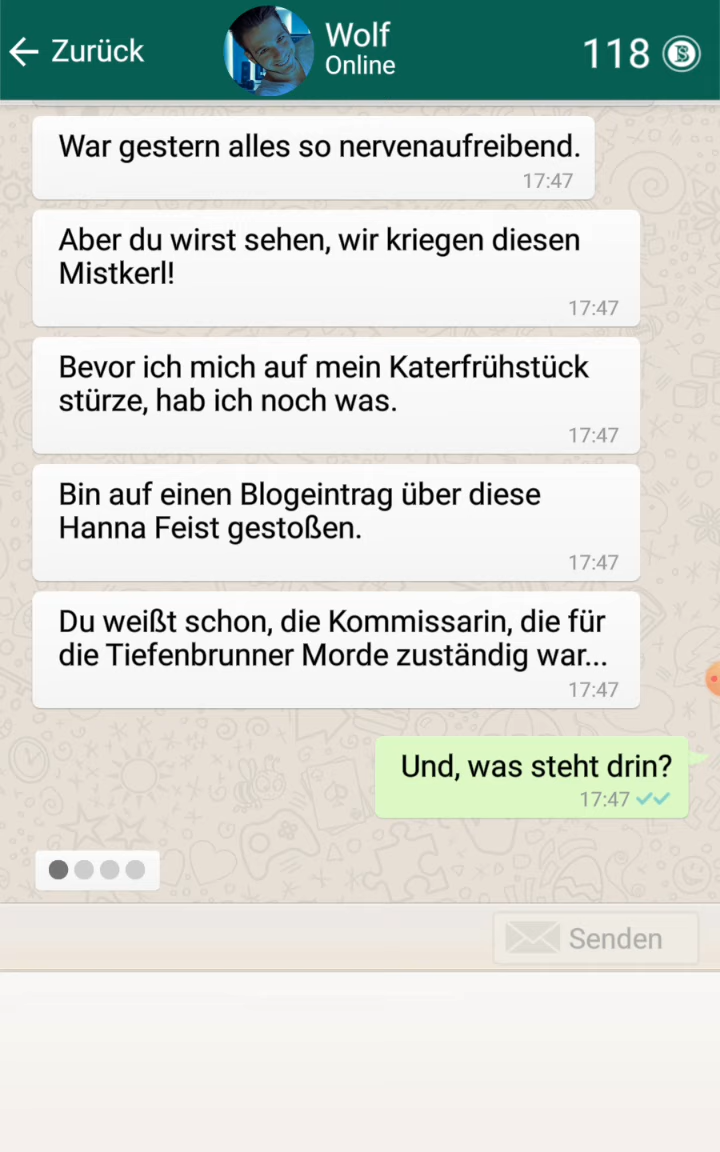 Zurück
Wolf
Online
118
War gestern alles so nervenaufreibend.
17:47
Aber du wirst sehen, wir kriegen diesen
Mistkerl!
17:47
Bevor ich mich auf mein Katerfrühstück
stürze, hab ich noch was.
17:47
Bin auf einen Blogeintrag über diese
Hanna Feist gestoßen.
17:47
Du weißt schon, die Kommissarin, die für
die Tiefenbrunner Morde zuständig war...
17:47
Und, was steht drin?
17:47
Senden